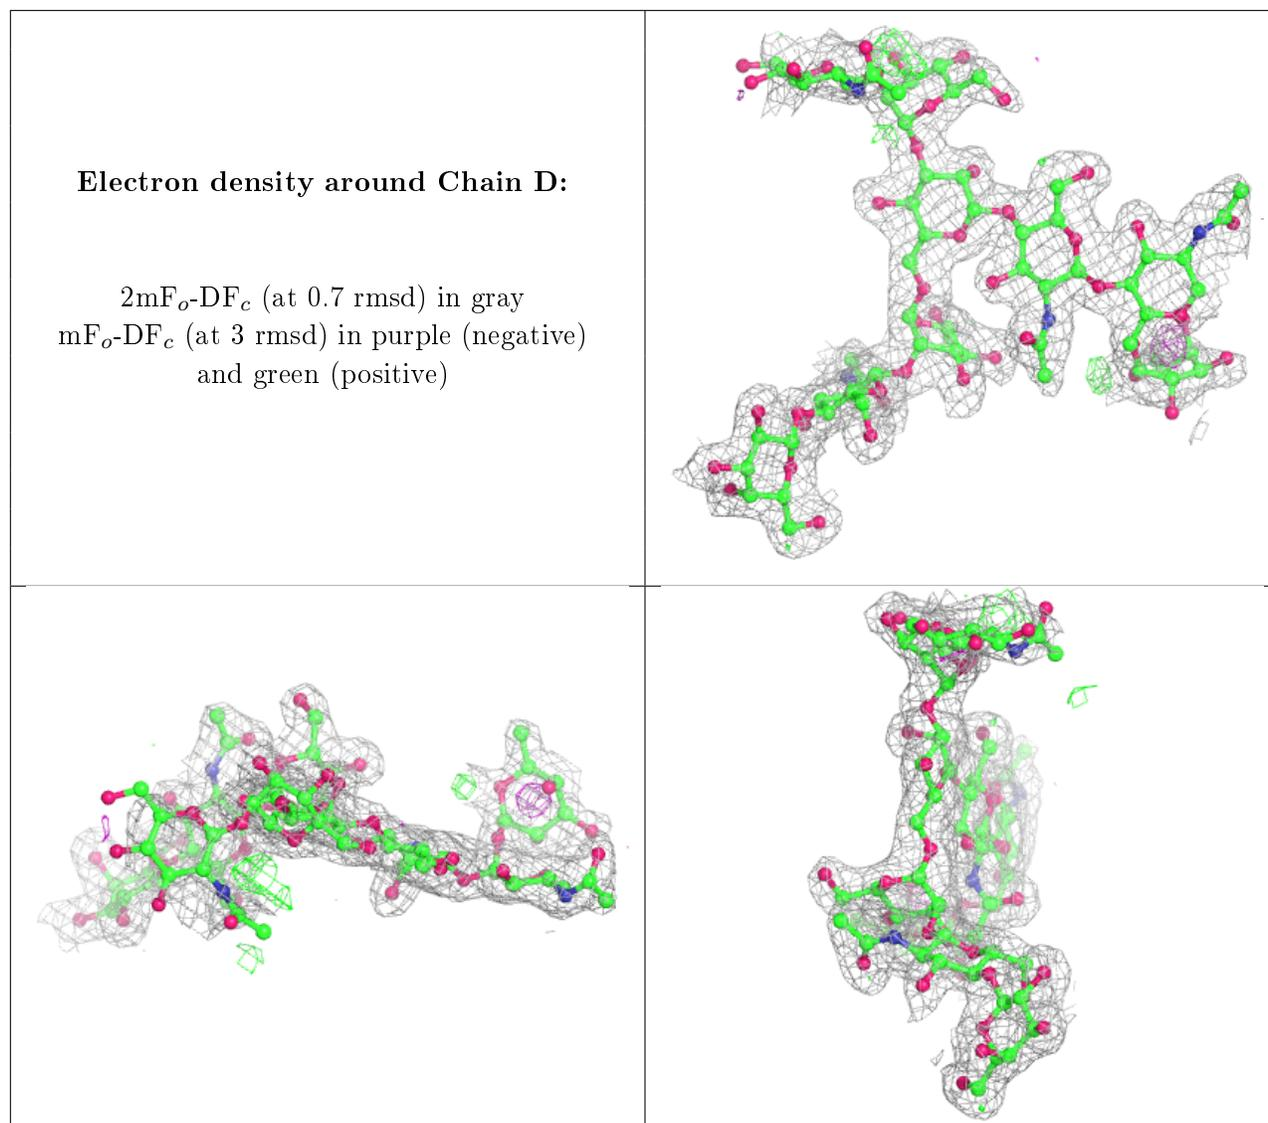 Electron density around Chain D:
2mFo-DFc (at 0.7 rmsd) in gray
mFo-DFc (at 3 rmsd) in purple (negative)
and green (positive)